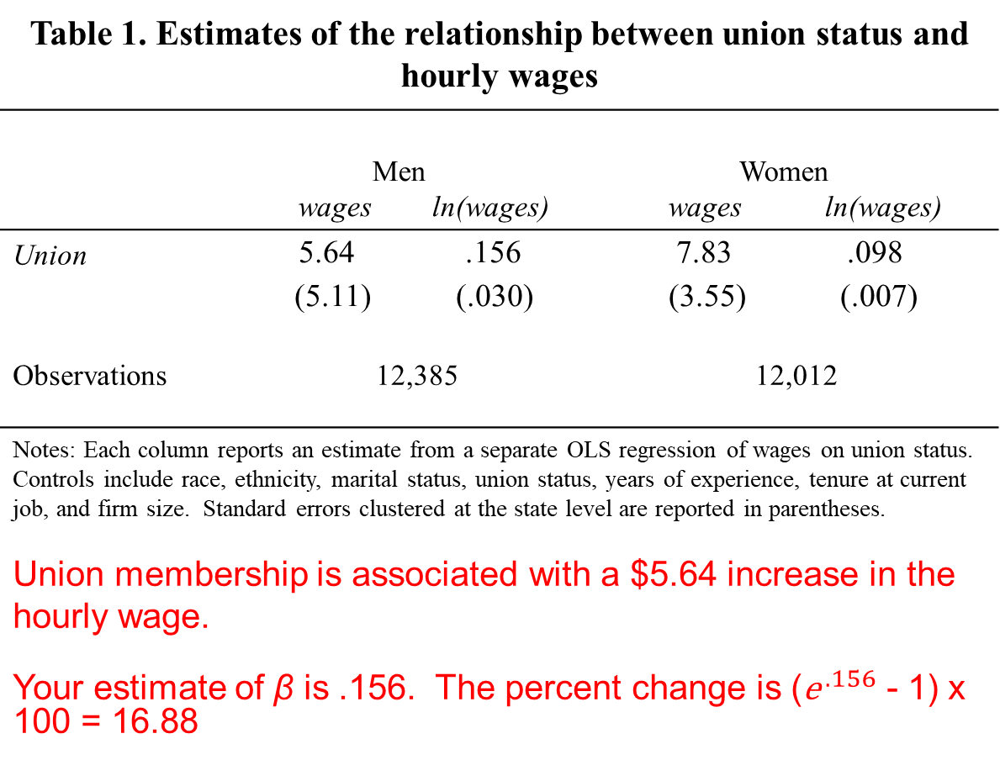 Table 1. Estimates of the relationship between union status and
hourly wages
Men Women
wages ln(wages) wages ln(wages)
Union 5.64 .156 7.83 .098
(5.11) (.030) (3.55) (.007)
Observations 12,385 12,012
Notes: Each column reports an estimate from a separate OLS regression of wages on union status.
Controls include race, ethnicity, marital status, union status, years of experience, tenure at current
job, and firm size. Standard errors clustered at the state level are reported in parentheses.
Union membership is associated with a $5.64 increase in the
hourly wage.
Your estimate of β is .156. The percent change is (e^.156 - 1) x
100 = 16.88